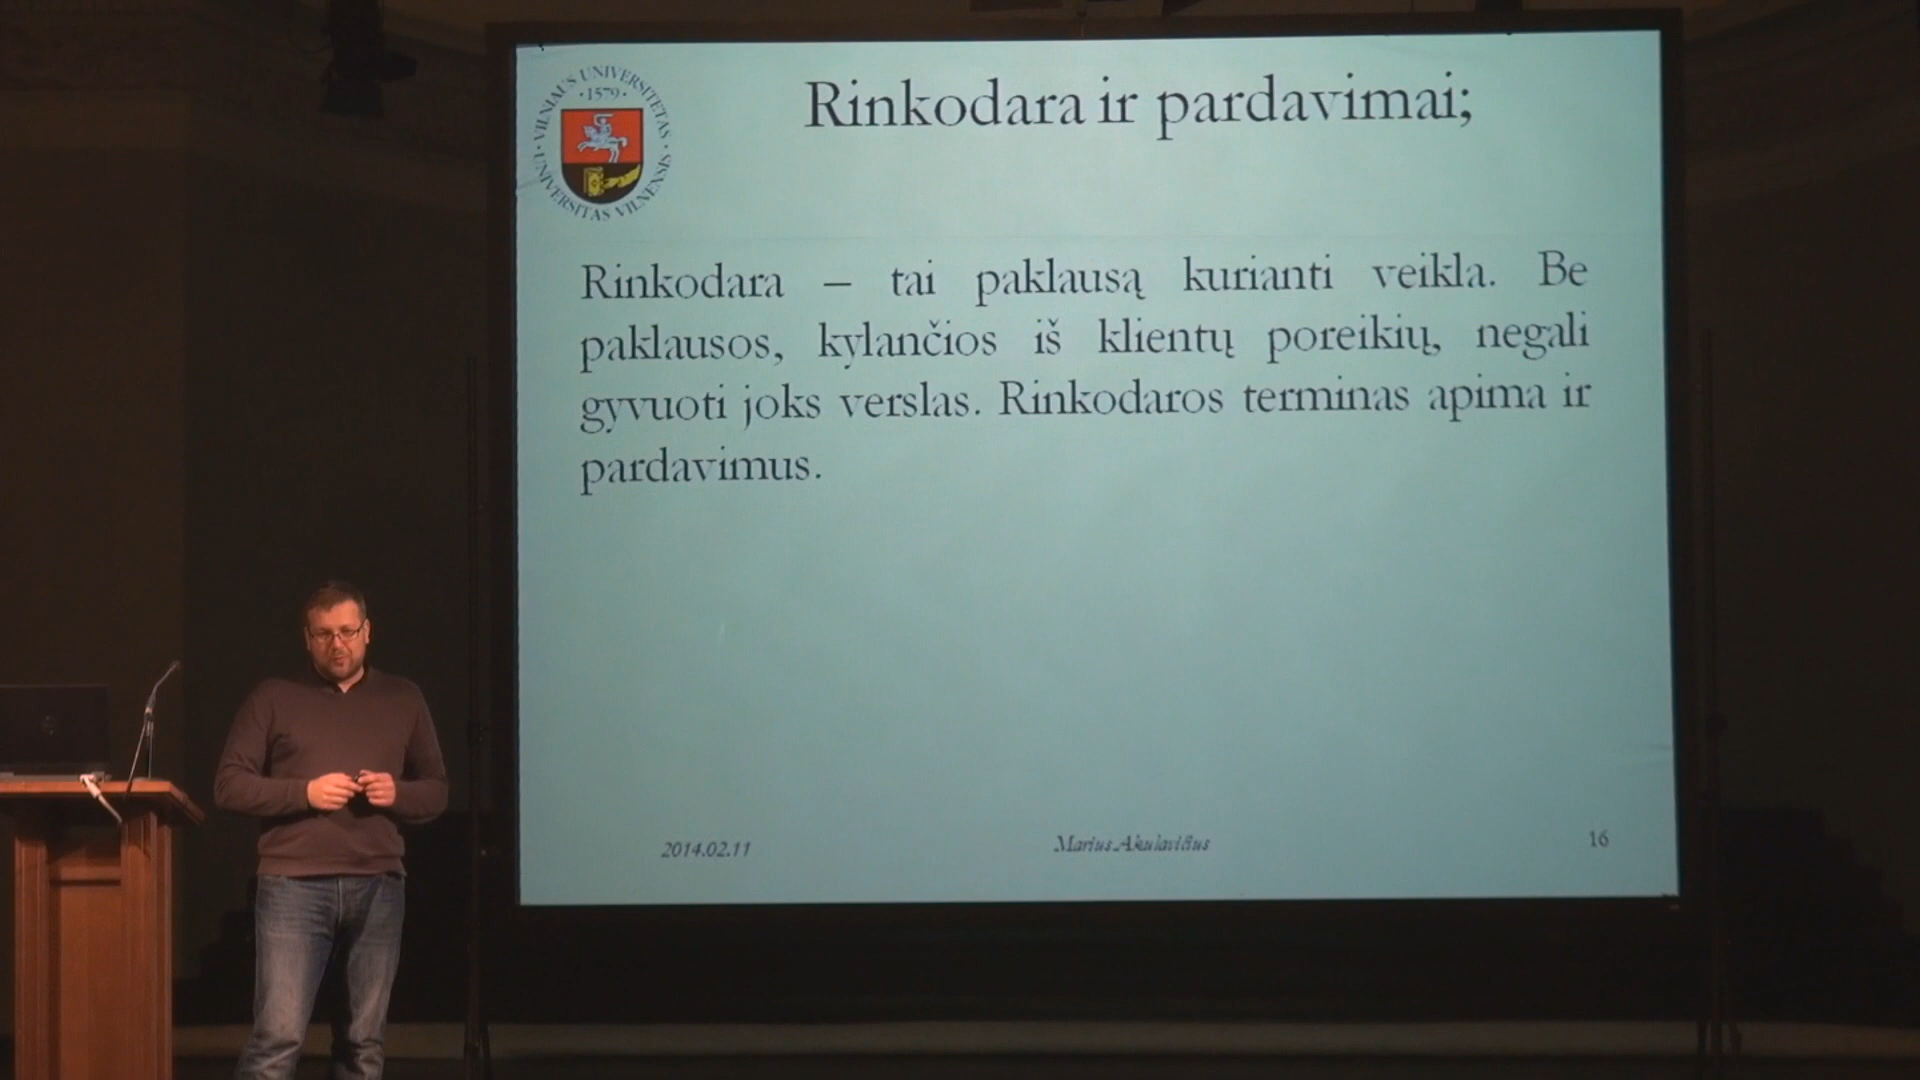 VILNIAUS UNIVERSITETAS · UNIVERSITAS VILNENSIS ·
· 1579 ·
Rinkodara ir pardavimai;
Rinkodara – tai paklausą kurianti veikla. Be
paklausos, kylančios iš klientų poreikių, negali
gyvuoti joks verslas. Rinkodaros terminas apima ir
pardavimus.
2014.02.11
Marius Akulavičius
16